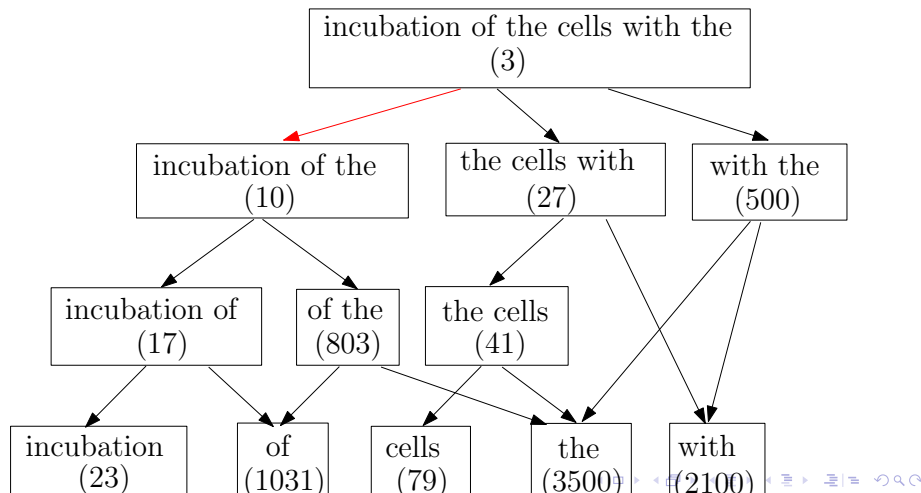 incubation of the cells with the
(3)
incubation of the
(10)
the cells with
(27)
with the
(500)
incubation of
(17)
of the
(803)
the cells
(41)
incubation
(23)
of
(1031)
cells
(79)
the
(3500)
with
(2100)